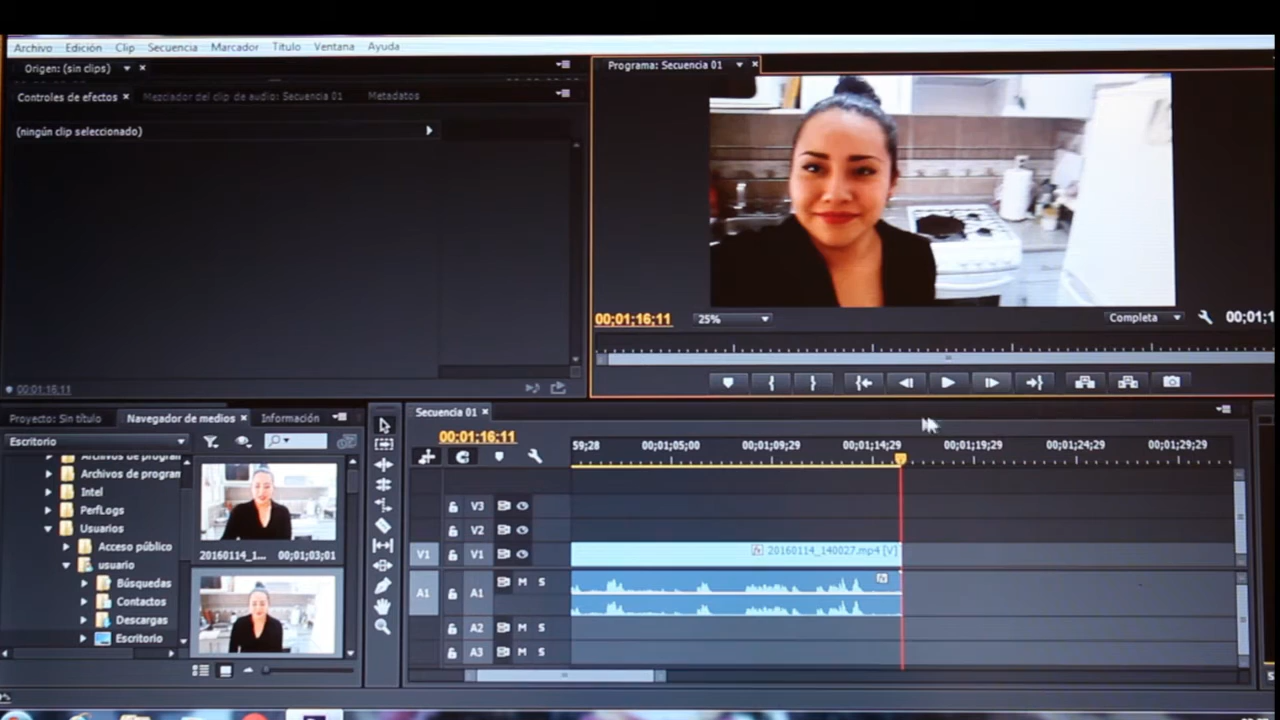 Archivo Edición Clip Secuencia Marcador Título Ventana Ayuda
Origen: (sin clips)
Programa: Secuencia 01
Controles de efectos
Mezclador del clip de audio: Secuencia 01
Metadatos
(ningún clip seleccionado)
00;01;16;11
25%
Completa
00;01;1
00;01;16;11
Proyecto: Sin título
Navegador de medios
Información
Escritorio
Archivos de program
Archivos de program
Intel
PerfLogs
Usuarios
Acceso público
usuario
Búsquedas
Contactos
Descargas
Escritorio
20160114_1... 00;01;03;01
Secuencia 01
00;01;16;11
59;28 00;01;05;00 00;01;09;29 00;01;14;29 00;01;19;29 00;01;24;29 00;01;29;29
V3
V2
V1 V1 20160114_140027.mp4 [V]
fx
A1 A1 M S
A2 M S
A3 M S